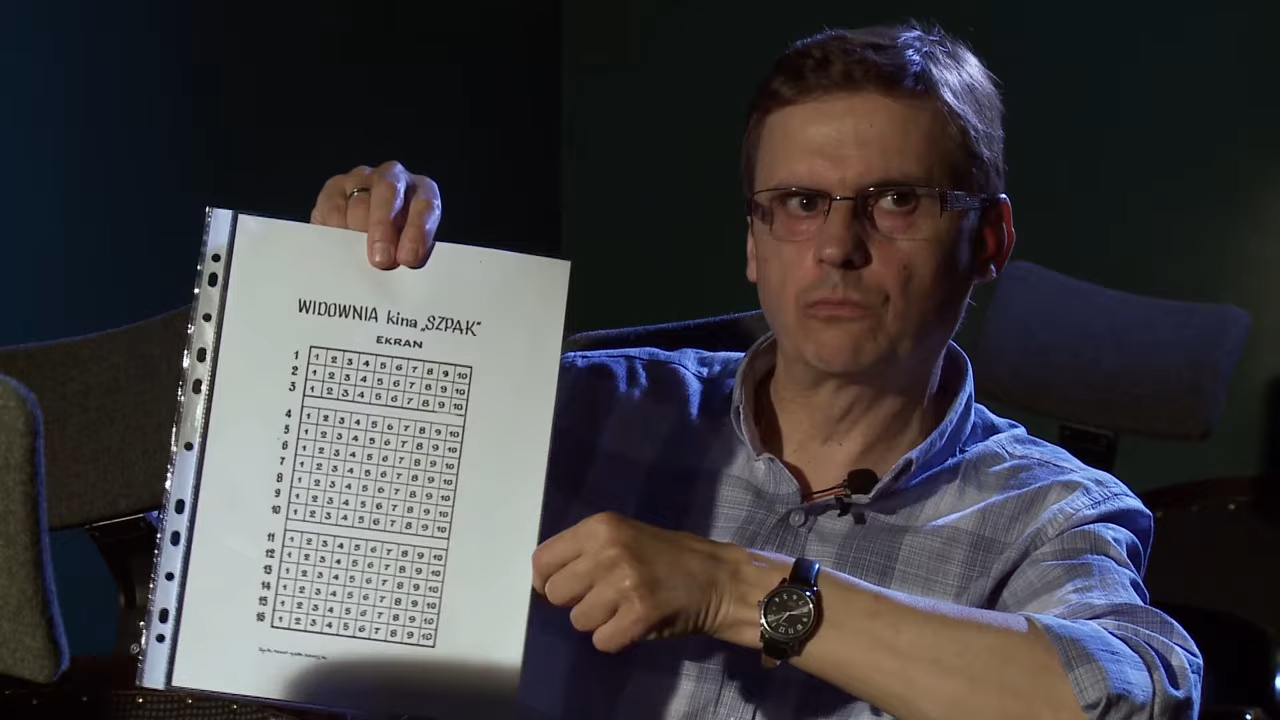 WIDOWNIA kina „SZPAK"
EKRAN
1 1 2 3 4 5 6 7 8 9 10
2 1 2 3 4 5 6 7 8 9 10
3 1 2 3 4 5 6 7 8 9 10
4 1 2 3 4 5 6 7 8 9 10
5 1 2 3 4 5 6 7 8 9 10
6 1 2 3 4 5 6 7 8 9 10
7 1 2 3 4 5 6 7 8 9 10
8 1 2 3 4 5 6 7 8 9 10
9 1 2 3 4 5 6 7 8 9 10
10 1 2 3 4 5 6 7 8 9 10
11 1 2 3 4 5 6 7 8 9 10
12 1 2 3 4 5 6 7 8 9 10
13 1 2 3 4 5 6 7 8 9 10
14 1 2 3 4 5 6 7 8 9 10
15 1 2 3 4 5 6 7 8 9 10
16 1 2 3 4 5 6 7 8 9 10